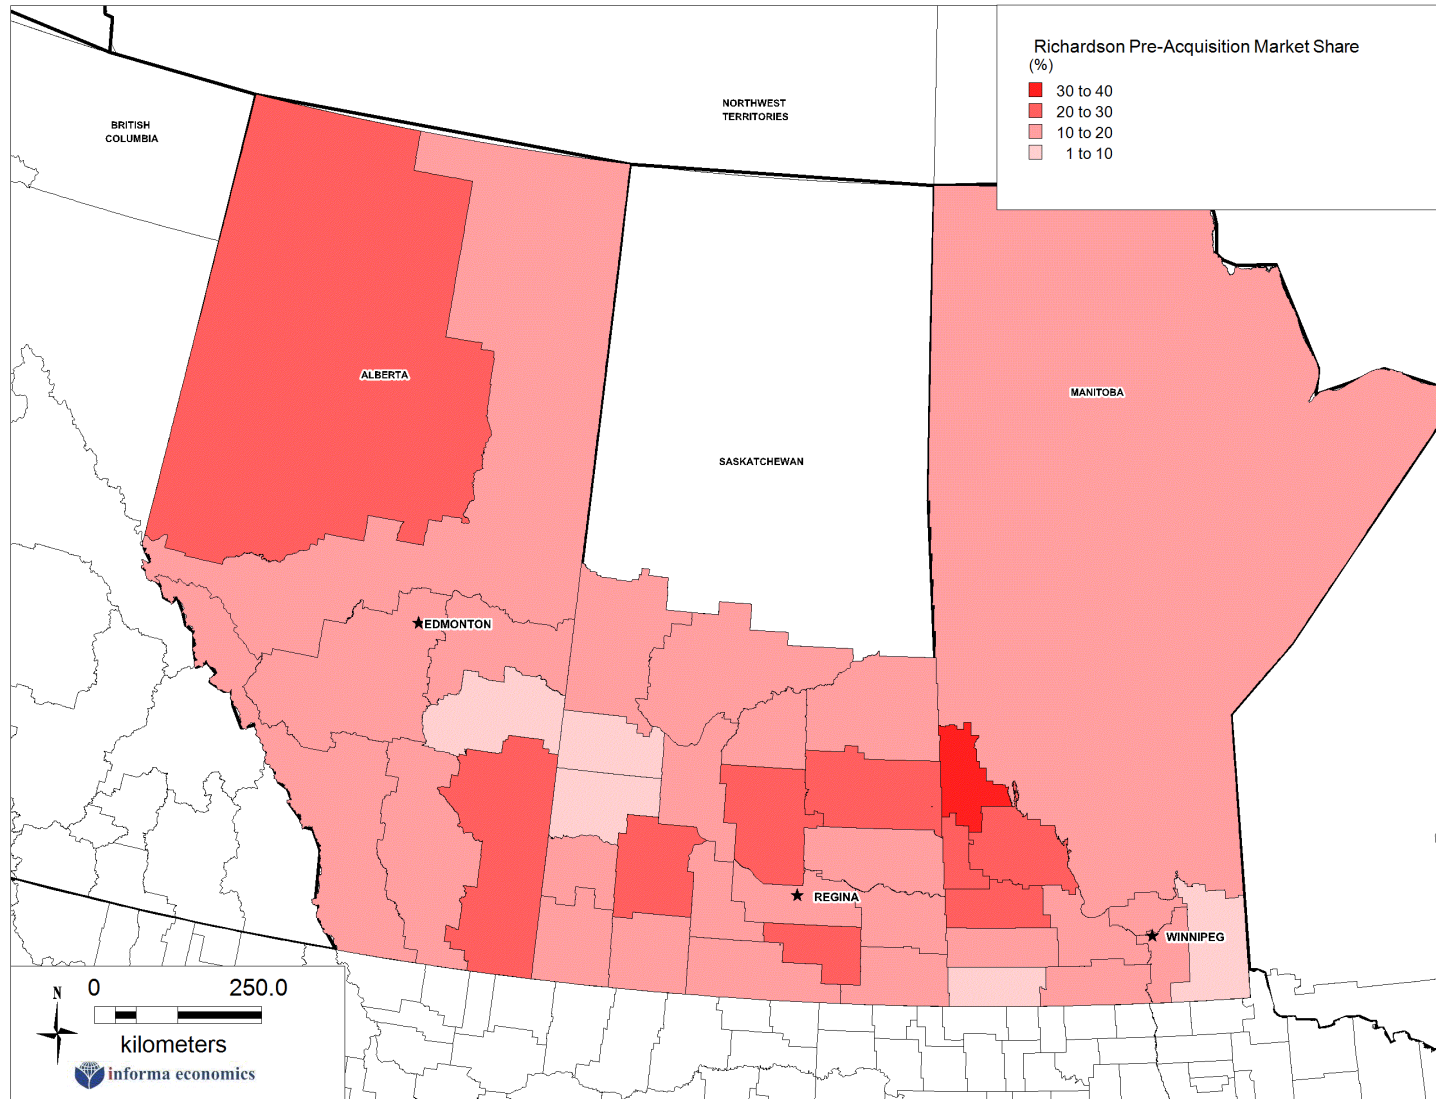 Richardson Pre-Acquisition Market Share
(%)
30 to 40
20 to 30
10 to 20
1 to 10
NORTHWEST
TERRITORIES
BRITISH
COLUMBIA
ALBERTA
MANITOBA
SASKATCHEWAN
EDMONTON
REGINA
WINNIPEG
N
0 250.0
kilometers
informa economics